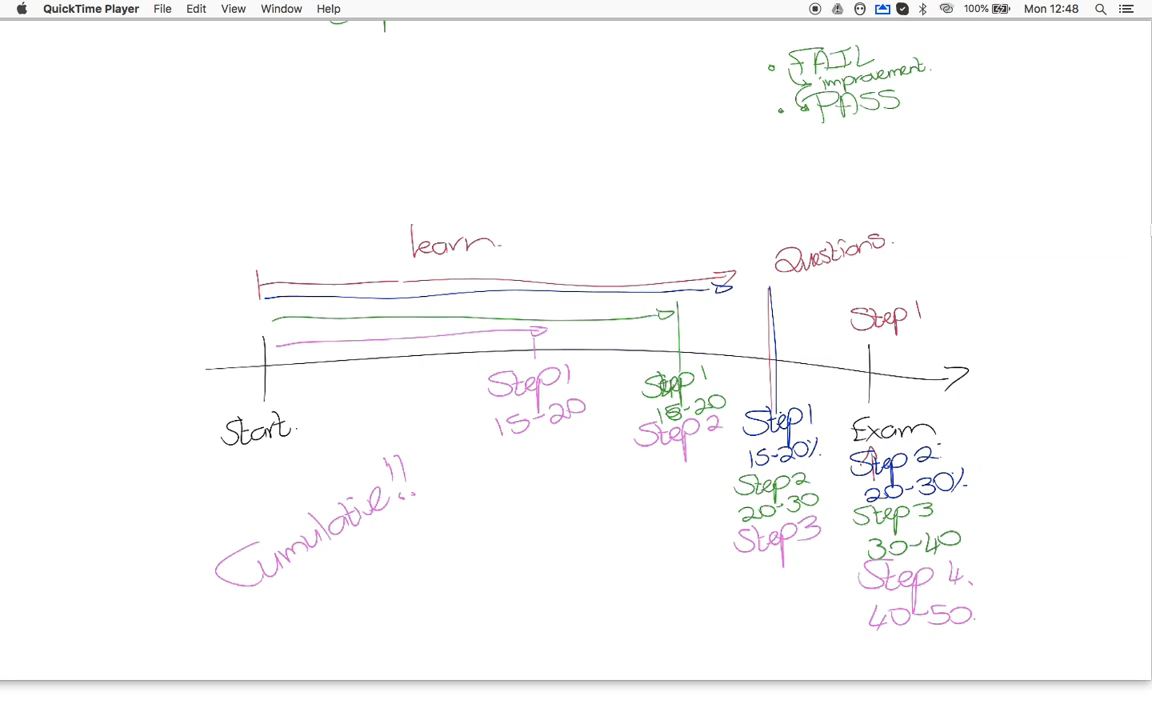 QuickTime Player File Edit View Window Help 100% Mon 12:48
• FAIL
improvement.
• PASS
learn.
Questions.
Step 1
Step 1
15-20
Step 1
15-20
Step 2
Step 1
15-20%
Step 2
20-30
Step 3
Start.
Exam.
Step 2
20-30%
Step 3
30-40
Step 4.
40-50.
Cumulatie!!